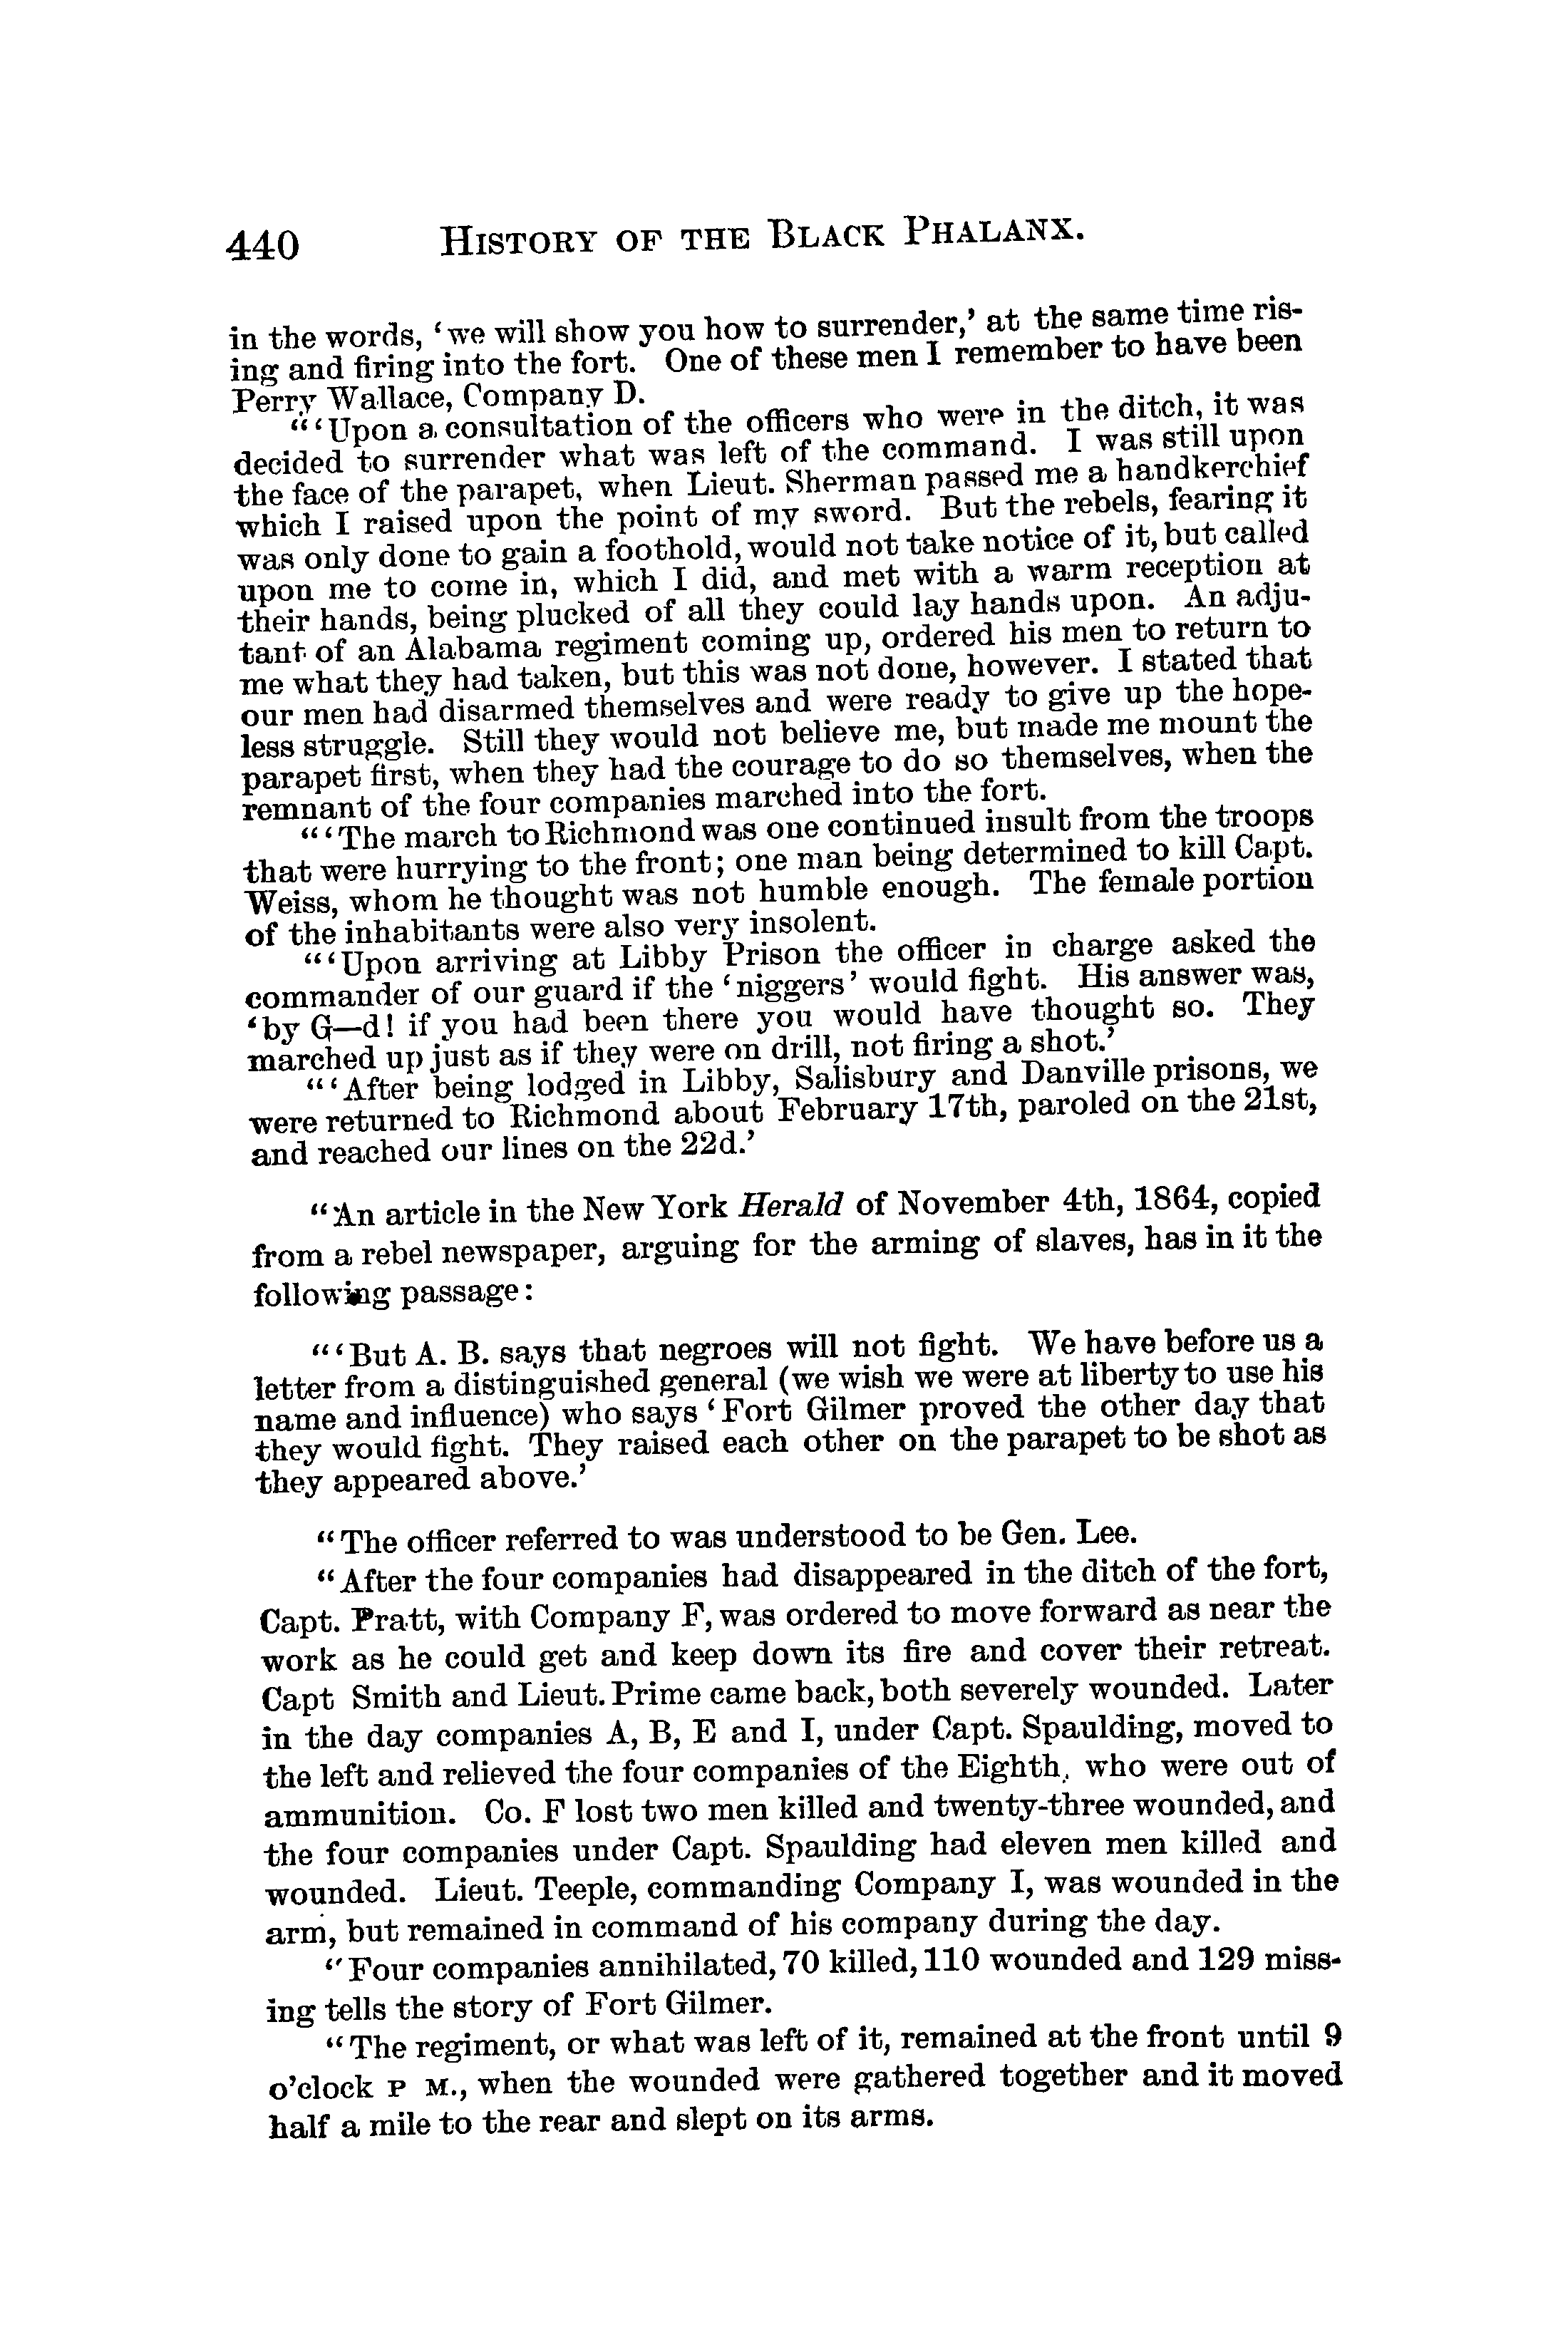 440 HISTORY OF THE BLACK PHALANX.
in the words, ‘we will show you how to surrender,’ at the same time ris-
ing and firing into the fort. One of these men I remember to have been
Perry Wallace, Company D.
“‘Upon a consultation of the officers who were in the ditch, it was
decided to surrender what was left of the command. I was still upon
the face of the parapet, when Lieut. Sherman passed me a handkerchief
which I raised upon the point of my sword. But the rebels, fearing it
was only done to gain a foothold, would not take notice of it, but called
upon me to come in, which I did, and met with a warm reception at
their hands, being plucked of all they could lay hands upon. An adju-
tant of an Alabama regiment coming up, ordered his men to return to
me what they had taken, but this was not done, however. I stated that
our men had disarmed themselves and were ready to give up the hope-
less struggle. Still they would not believe me, but made me mount the
parapet first, when they had the courage to do so themselves, when the
remnant of the four companies marched into the fort.
“‘The march to Richmond was one continued insult from the troops
that were hurrying to the front; one man being determined to kill Capt.
Weiss, whom he thought was not humble enough. The female portion
of the inhabitants were also very insolent.
“‘Upon arriving at Libby Prison the officer in charge asked the
commander of our guard if the ‘niggers’ would fight. His answer was,
‘by G—d! if you had been there you would have thought so. They
marched up just as if they were on drill, not firing a shot.’
“‘After being lodged in Libby, Salisbury and Danville prisons, we
were returned to Richmond about February 17th, paroled on the 21st,
and reached our lines on the 22d.’
“An article in the New York Herald of November 4th, 1864, copied
from a rebel newspaper, arguing for the arming of slaves, has in it the
following passage:
“‘But A. B. says that negroes will not fight. We have before us a
letter from a distinguished general (we wish we were at liberty to use his
name and influence) who says ‘Fort Gilmer proved the other day that
they would fight. They raised each other on the parapet to be shot as
they appeared above.’
“The officer referred to was understood to be Gen. Lee.
“After the four companies had disappeared in the ditch of the fort,
Capt. Pratt, with Company F, was ordered to move forward as near the
work as he could get and keep down its fire and cover their retreat.
Capt Smith and Lieut. Prime came back, both severely wounded. Later
in the day companies A, B, E and I, under Capt. Spaulding, moved to
the left and relieved the four companies of the Eighth, who were out of
ammunition. Co. F lost two men killed and twenty-three wounded, and
the four companies under Capt. Spaulding had eleven men killed and
wounded. Lieut. Teeple, commanding Company I, was wounded in the
arm, but remained in command of his company during the day.
“Four companies annihilated, 70 killed, 110 wounded and 129 miss-
ing tells the story of Fort Gilmer.
“The regiment, or what was left of it, remained at the front until 9
o’clock P M., when the wounded were gathered together and it moved
half a mile to the rear and slept on its arms.